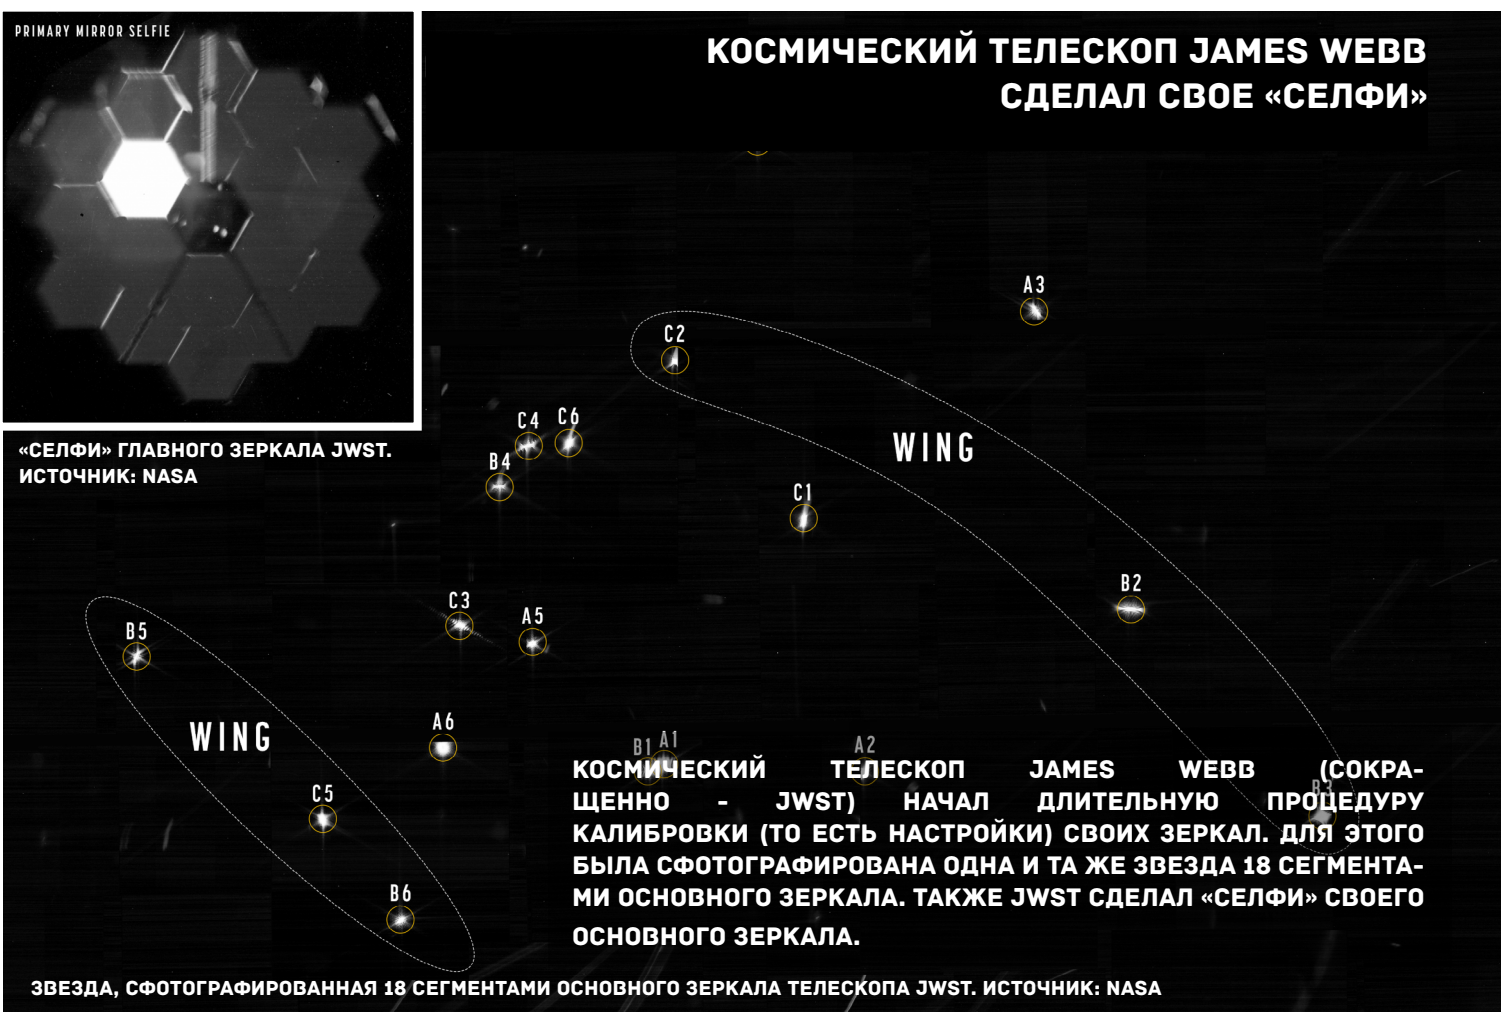 PRIMARY MIRROR SELFIE
КОСМИЧЕСКИЙ ТЕЛЕСКОП JAMES WEBB
СДЕЛАЛ СВОЕ «СЕЛФИ»
A3
C2
C4
C6
WING
«СЕЛФИ» ГЛАВНОГО ЗЕРКАЛА JWST.
ИСТОЧНИК: NASA
B4
C1
B2
C3
A5
B5
WING
A6
B1
A1
A2
B3
C5
B6
КОСМИЧЕСКИЙ ТЕЛЕСКОП JAMES WEBB (СОКРА-
ЩЕННО - JWST) НАЧАЛ ДЛИТЕЛЬНУЮ ПРОЦЕДУРУ
КАЛИБРОВКИ (ТО ЕСТЬ НАСТРОЙКИ) СВОИХ ЗЕРКАЛ. ДЛЯ ЭТОГО
БЫЛА СФОТОГРАФИРОВАНА ОДНА И ТА ЖЕ ЗВЕЗДА 18 СЕГМЕНТА-
МИ ОСНОВНОГО ЗЕРКАЛА. ТАКЖЕ JWST СДЕЛАЛ «СЕЛФИ» СВОЕГО
ОСНОВНОГО ЗЕРКАЛА.
ЗВЕЗДА, СФОТОГРАФИРОВАННАЯ 18 СЕГМЕНТАМИ ОСНОВНОГО ЗЕРКАЛА ТЕЛЕСКОПА JWST. ИСТОЧНИК: NASA